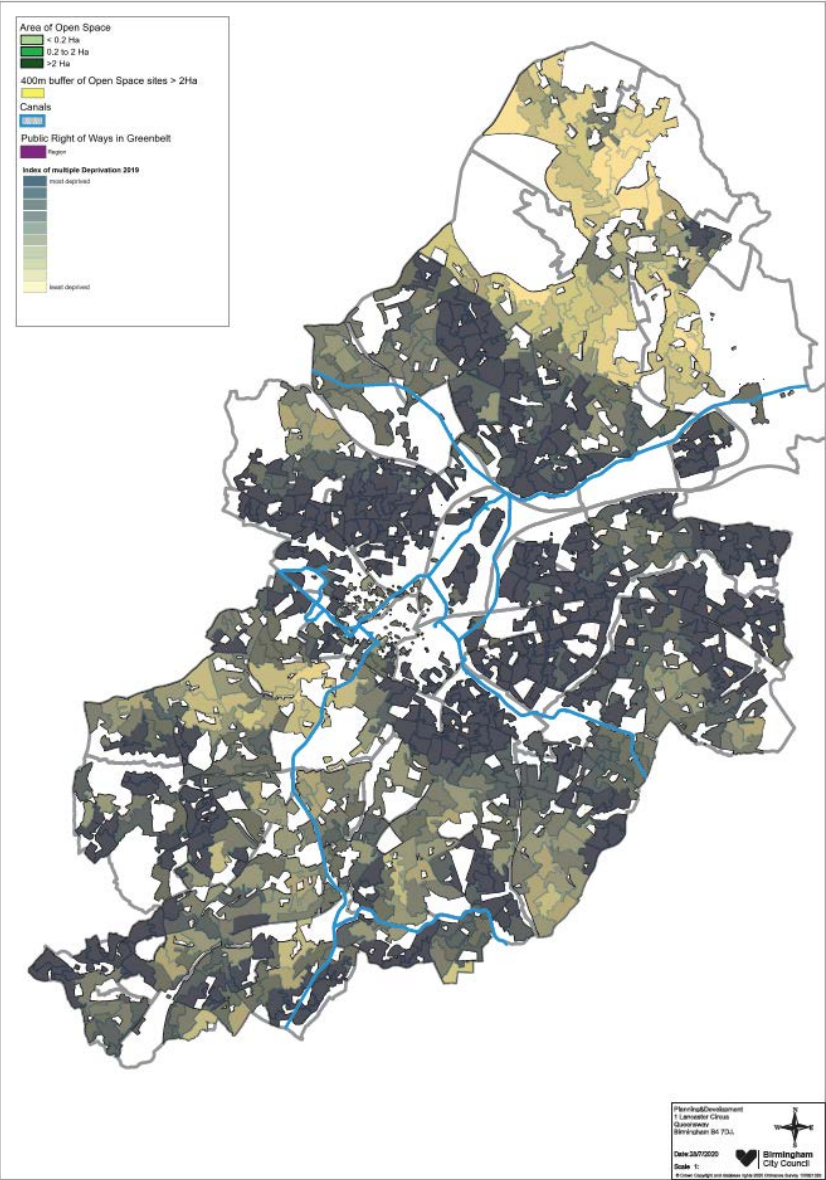 Area of Open Space
< 0.2 Ha
0.2 to 2 Ha
>2 Ha
400m buffer of Open Space sites > 2Ha
Canals
Public Right of Ways in Greenbelt
Region
Index of multiple Deprivation 2019
most deprived
least deprived
Planning&Development
1 Lancaster Circus
Queensway
Birmingham B4 7DJ.
N
W E
S
Date:28/7/2020
Birmingham
City Council
Scale 1: